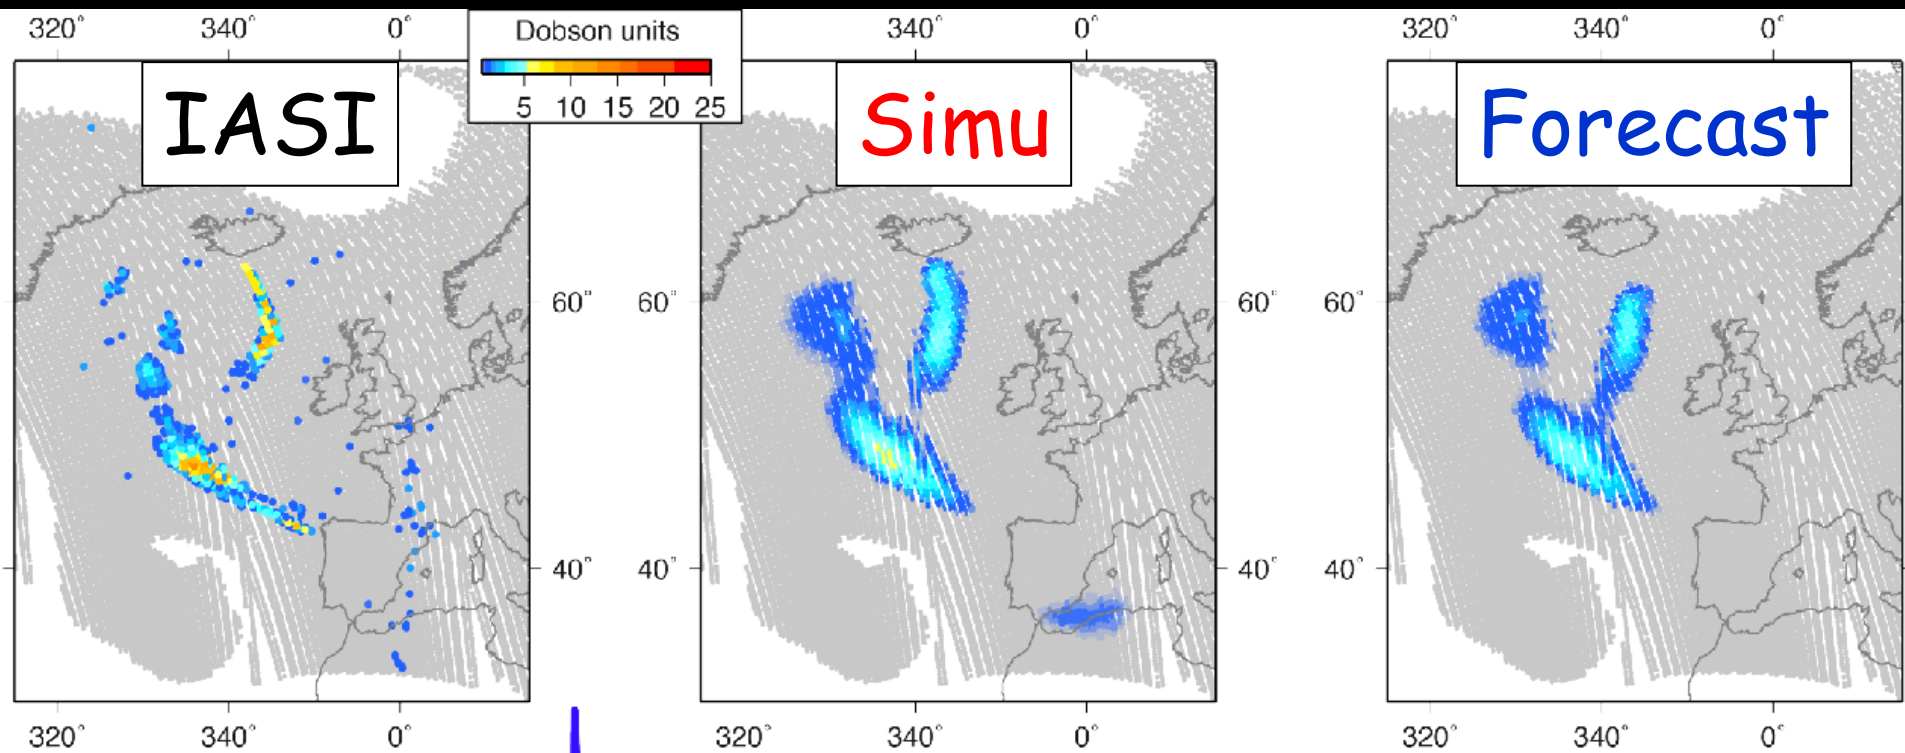 320° 340° 0° 340° 0° 320° 340° 0°
Dobson units
5 10 15 20 25
IASI
Simu
Forecast
60° 60° 60° 60°
40° 40° 40° 40°
320° 340° 0° 320° 340° 0° 320° 340° 0°